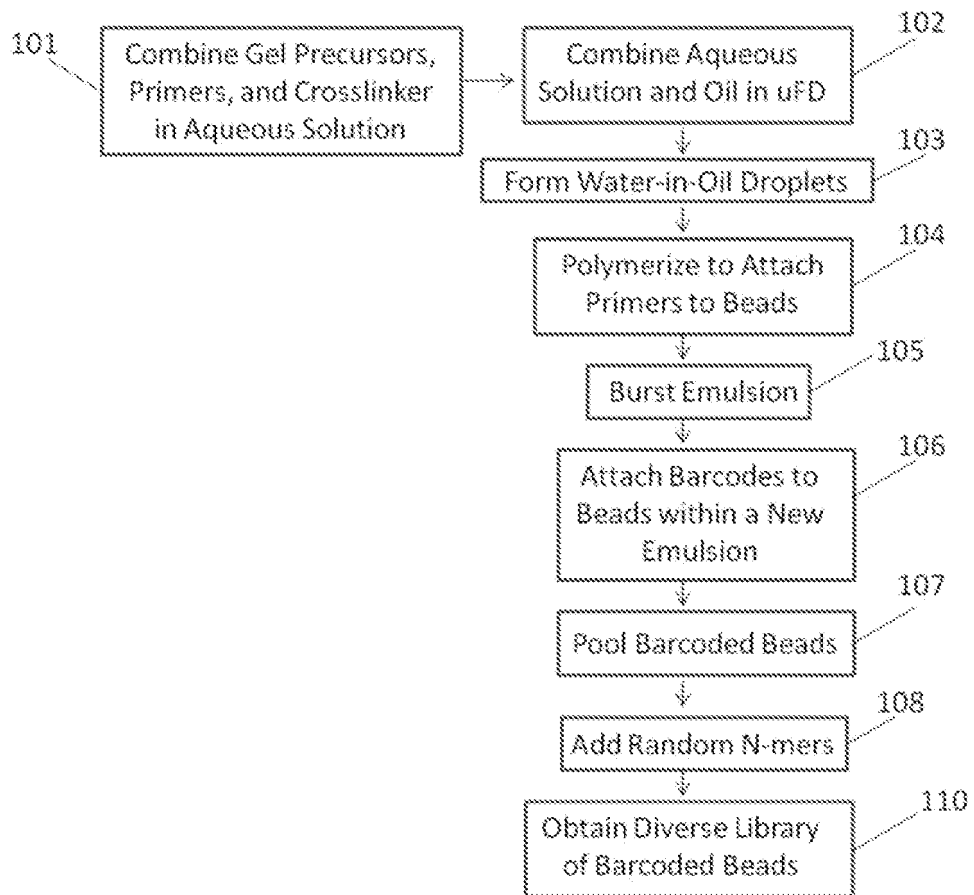 101
Combine Gel Precursors,
Primers, and Crosslinker
in Aqueous Solution
102
Combine Aqueous
Solution and Oil in uFD
103
Form Water-in-Oil Droplets
104
Polymerize to Attach
Primers to Beads
105
Burst Emulsion
106
Attach Barcodes to
Beads within a New
Emulsion
107
Pool Barcoded Beads
108
Add Random N-mers
110
Obtain Diverse Library
of Barcoded Beads